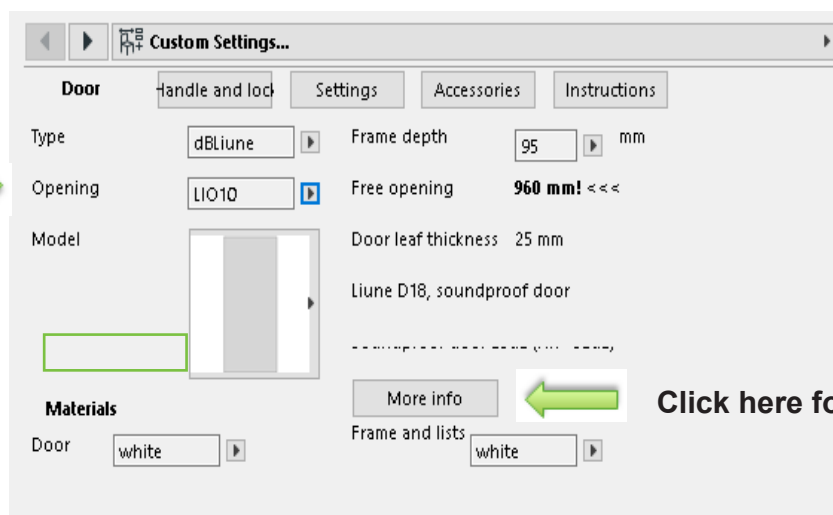 Custom Settings...
Door Handle and lock Settings Accessories Instructions
Type dBLiune Frame depth 95 mm
Opening LIO10 Free opening 960 mm! <<<
Model Door leaf thickness 25 mm
Liune D18, soundproof door
More info Click here fo
Materials
Door white Frame and lists white